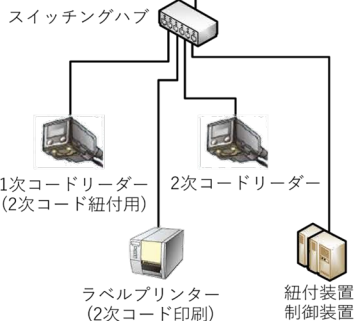 スイッチングハブ
1次コードリーダー
（2次コード紐付用）
2次コードリーダー
ラベルプリンター
（2次コード印刷）
紐付装置
制御装置